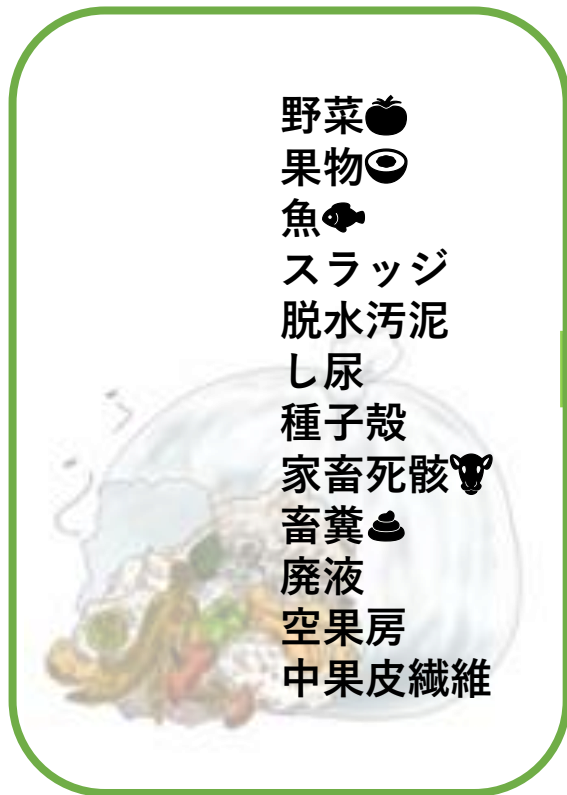 野菜🍅
果物🥥
魚🐟
スラッジ
脱水汚泥
し尿
種子殻
家畜死骸🐮
畜糞💩
廃液
空果房
中果皮繊維